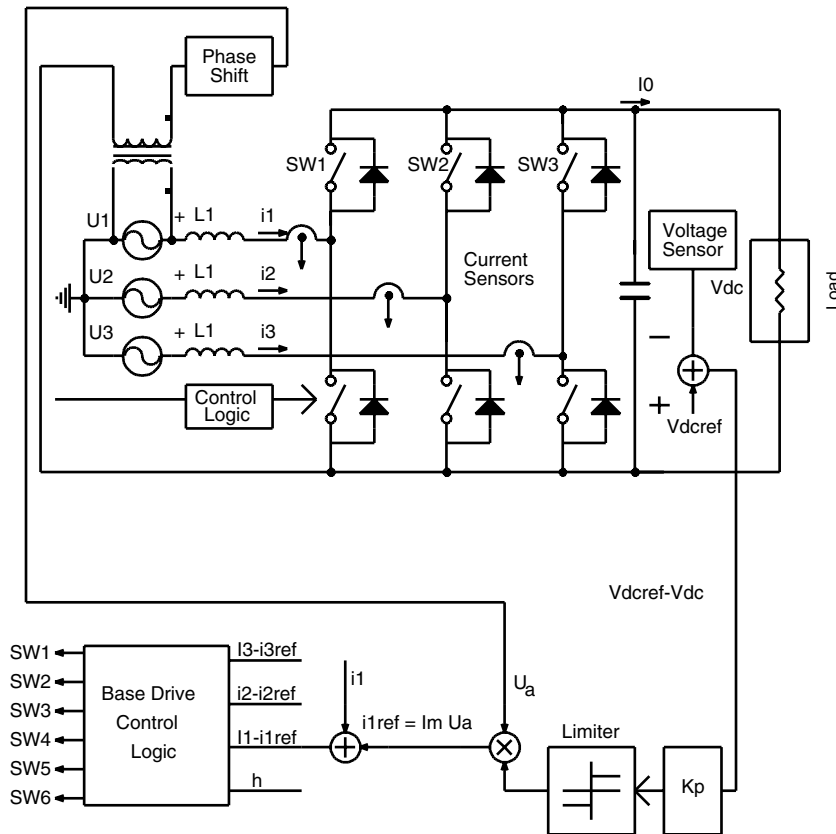 Phase
Shift
I0
SW1
SW2
SW3
U1
+ L1
i1
Current
Sensors
Voltage
Sensor
Vdc
Load
U2
+ L1
i2
U3
+ L1
i3
−
+
Vdcref
Control
Logic
Vdcref-Vdc
SW1
SW2
SW3
SW4
SW5
SW6
Base Drive
Control
Logic
I3-i3ref
i2-i2ref
I1-i1ref
h
i1
i1ref = Im Ua
Ua
Limiter
Kp